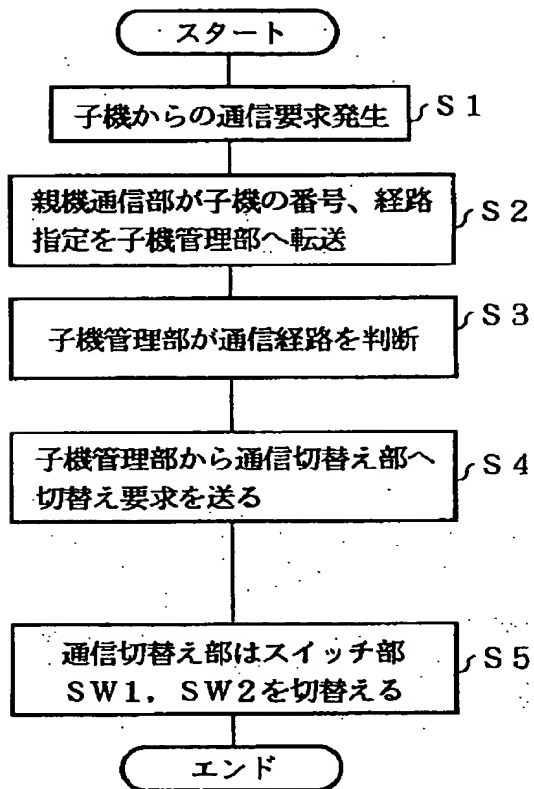 スタート
子機からの通信要求発生 S1
親機通信部が子機の番号、経路 S2
指定を子機管理部へ転送
子機管理部が通信経路を判断 S3
子機管理部から通信切替え部へ S4
切替え要求を送る
通信切替え部はスイッチ部 S5
SW1，SW2を切替える
エンド